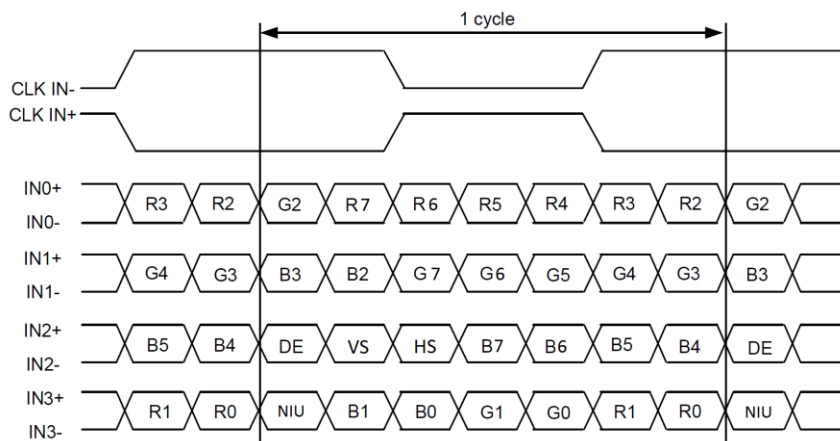 1 cycle
CLK IN-
CLK IN+
IN0+
R3 R2 G2 R7 R6 R5 R4 R3 R2 G2
IN0-
IN1+
G4 G3 B3 B2 G7 G6 G5 G4 G3 B3
IN1-
IN2+
B5 B4 DE VS HS B7 B6 B5 B4 DE
IN2-
IN3+
R1 R0 NIU B1 B0 G1 G0 R1 R0 NIU
IN3-